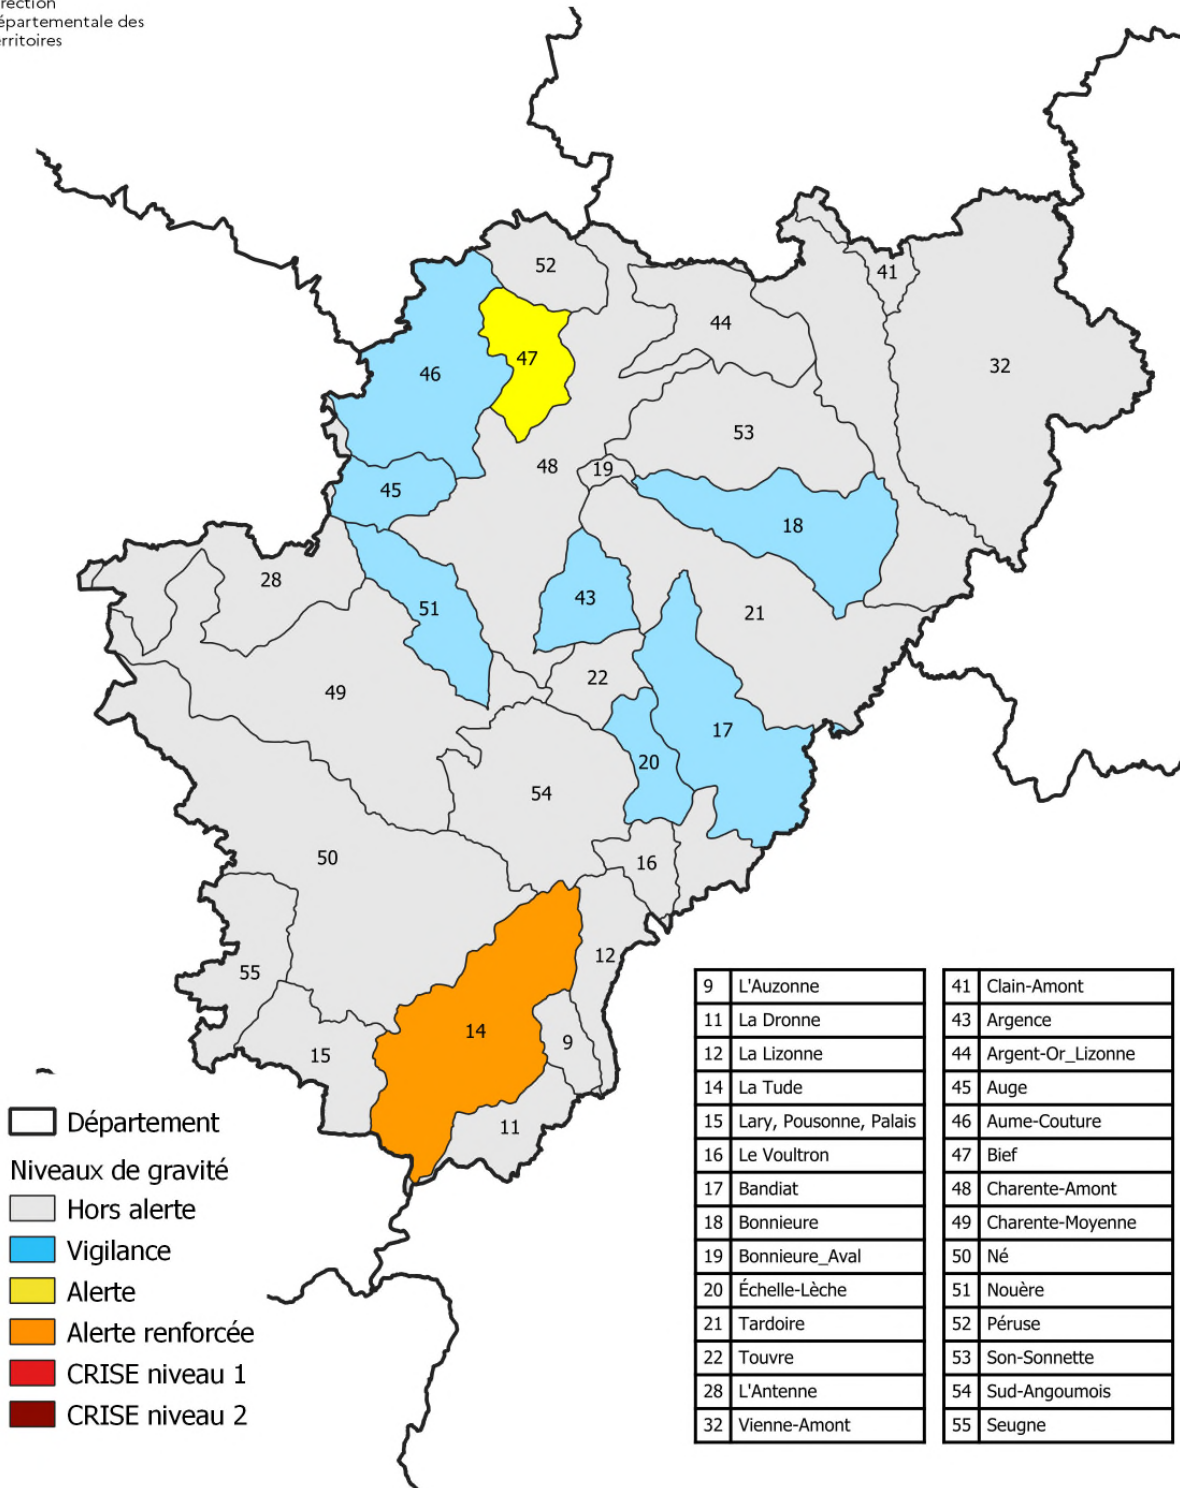 épartementale des
52
41
44
47
32
46
53
48
19
45
18
28
43
51
21
22
49
17
20
54
50
16
12
55
14
9
15
11
Département
Niveaux de gravité
Hors alerte
Vigilance
Alerte
Alerte renforcée
CRISE niveau 1
CRISE niveau 2
9 L'Auzonne
11 La Dronne
12 La Lizonne
14 La Tude
15 Lary, Pousonne, Palais
16 Le Voultron
17 Bandiat
18 Bonnieure
19 Bonnieure_Aval
20 Échelle-Lèche
21 Tardoire
22 Touvre
28 L'Antenne
32 Vienne-Amont
41 Clain-Amont
43 Argence
44 Argent-Or_Lizonne
45 Auge
46 Aume-Couture
47 Bief
48 Charente-Amont
49 Charente-Moyenne
50 Né
51 Nouère
52 Péruse
53 Son-Sonnette
54 Sud-Angoumois
55 Seugne